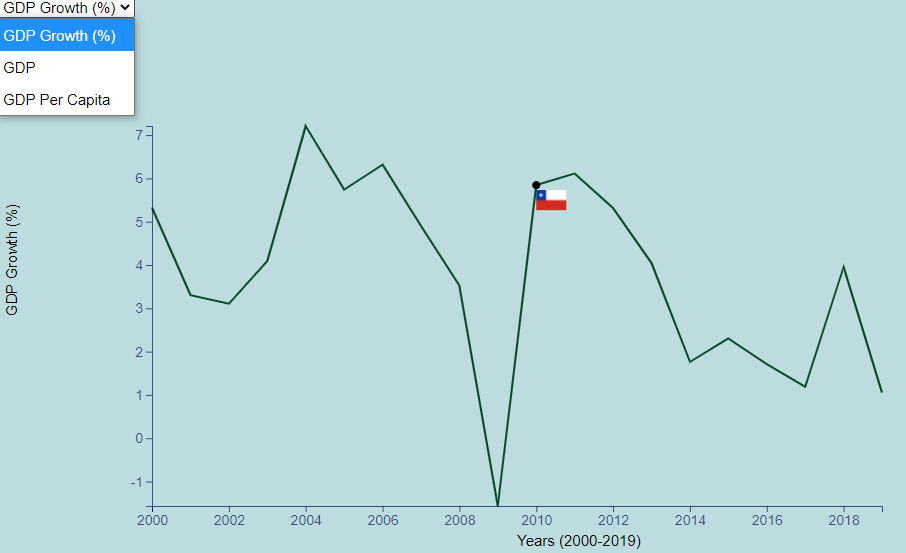 GDP Growth (%)
GDP Growth (%)
GDP
GDP Per Capita
7
6
5
4
3
2
1
0
-1
GDP Growth (%)
2000 2002 2004 2006 2008 2010 2012 2014 2016 2018
Years (2000-2019)